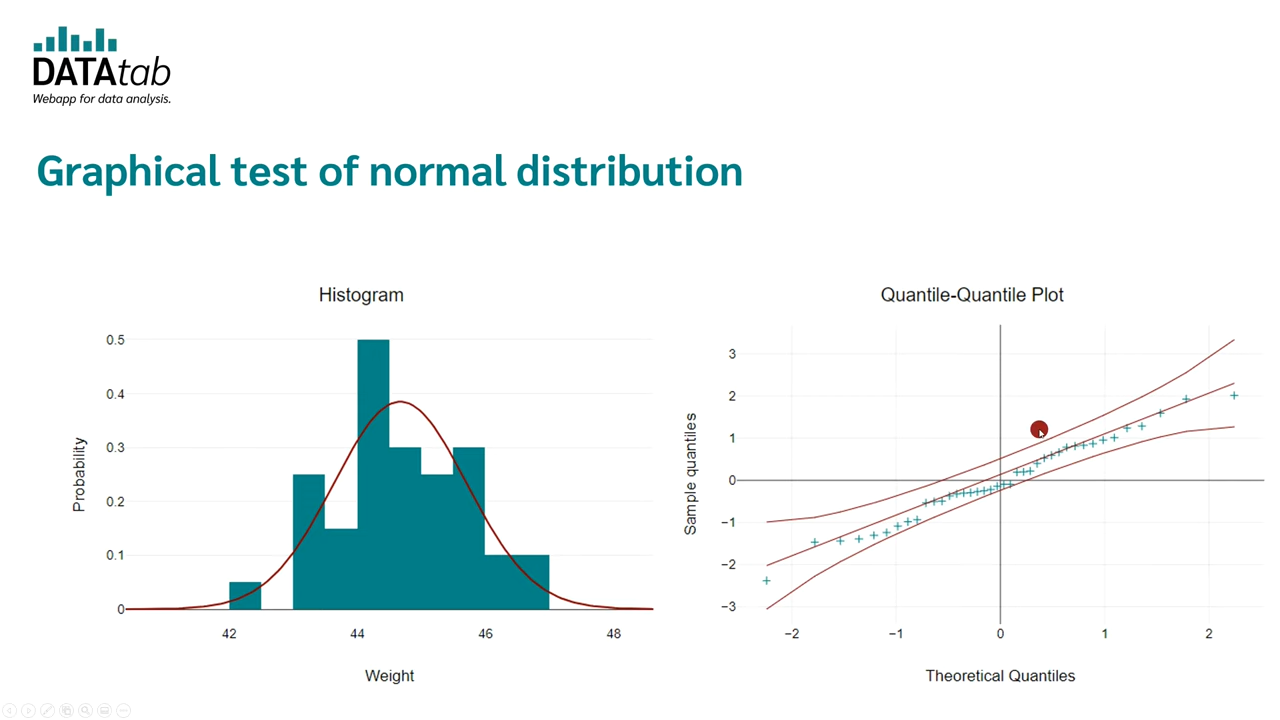 DATAtab
Webapp for data analysis.
Graphical test of normal distribution
Histogram
0.5
0.4
0.3
0.2
0.1
0
Probability
42 44 46 48
Weight
Quantile-Quantile Plot
3
2
1
0
−1
−2
−3
Sample quantiles
−2 −1 0 1 2
Theoretical Quantiles